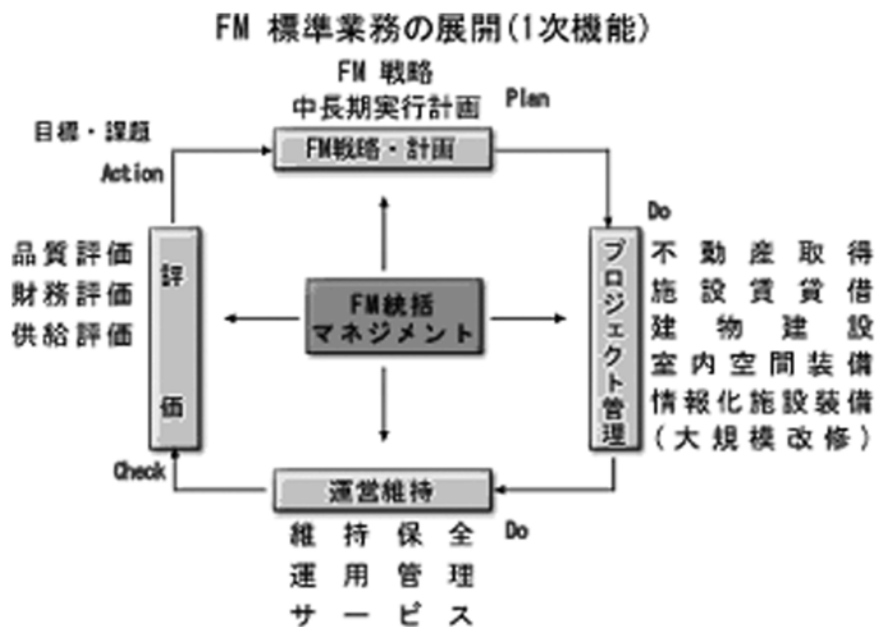 FM 標準業務の展開(1次機能)
FM 戦略
中長期実行計画
Plan
目標・課題
Action
FM戦略・計画
Do
品質評価
財務評価
供給評価
評価
FM統括
マネジメント
プロジェクト管理
不動産取得
施設賃貸借
建物建設
室内空間装備
情報化施設装備
(大規模改修)
Check
運営維持
Do
維持保全
運用管理
サービス